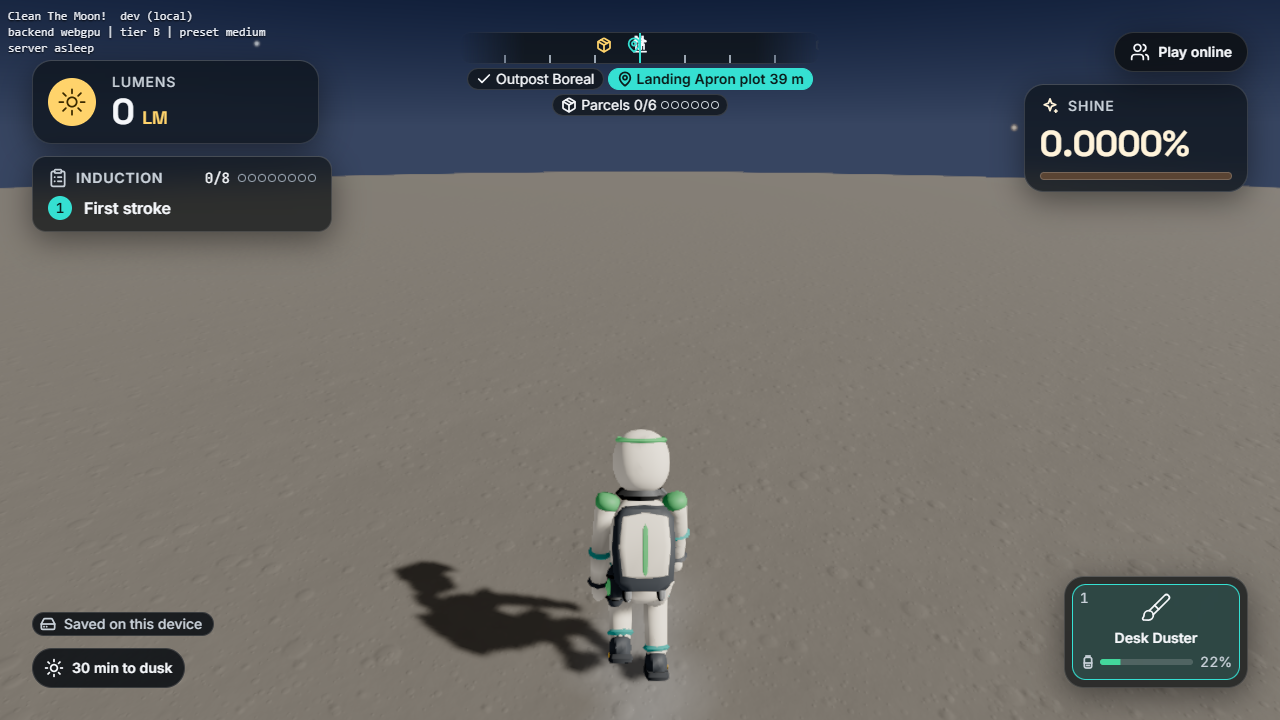 Clean The Moon!  dev (local)
backend webgpu | tier B | preset medium
server asleep
LUMENS
0 LM
INDUCTION 0/8
1 First stroke
Outpost Boreal
Landing Apron plot 39 m
Parcels 0/6
Play online
SHINE
0.0000%
Saved on this device
30 min to dusk
1
Desk Duster
22%